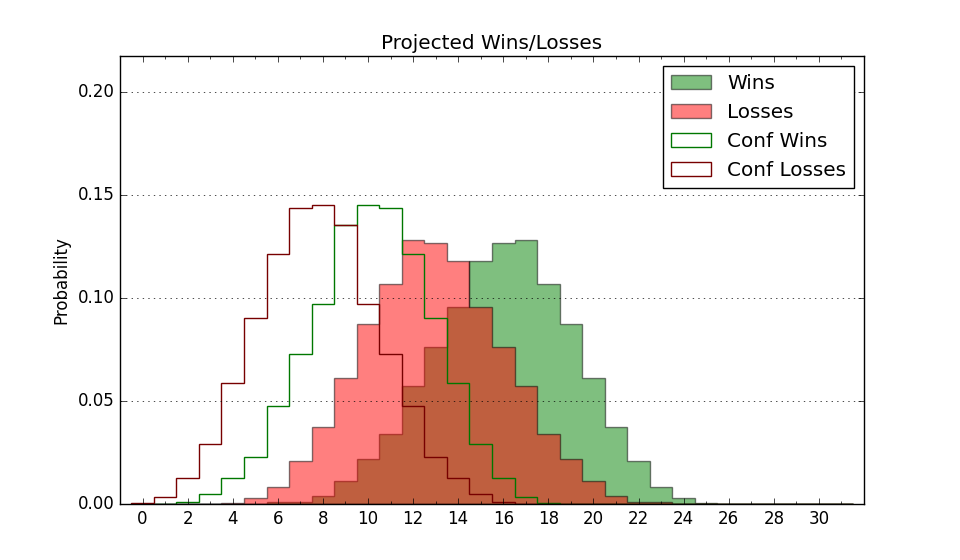 Projected Wins/Losses
Wins
Losses
Conf Wins
Conf Losses
Probability
0.20
0.15
0.10
0.05
0.00
0 2 4 6 8 10 12 14 16 18 20 22 24 26 28 30